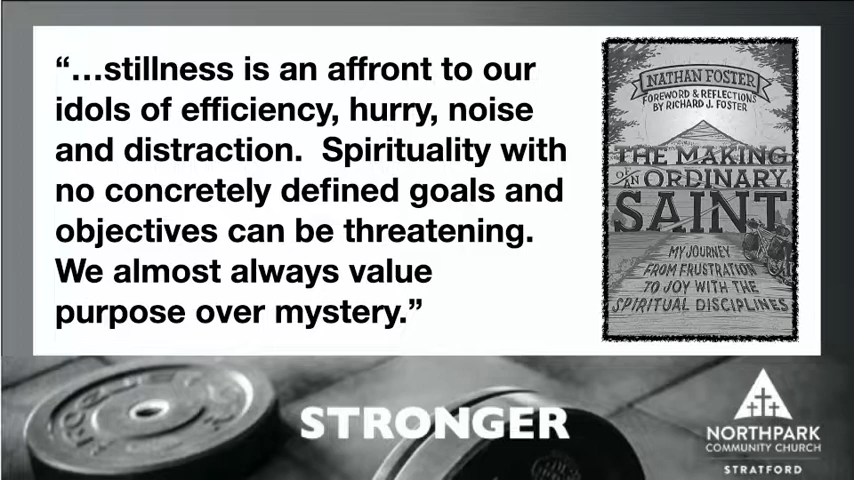 “...stillness is an affront to our
idols of efficiency, hurry, noise
and distraction.  Spirituality with
no concretely defined goals and
objectives can be threatening.
We almost always value
purpose over mystery.”
NATHAN FOSTER
FOREWORD & REFLECTIONS
BY RICHARD J. FOSTER
THE MAKING
OF AN ORDINARY
SAINT
MY JOURNEY
FROM FRUSTRATION
TO JOY WITH THE
SPIRITUAL DISCIPLINES
STRONGER
NORTHPARK
COMMUNITY CHURCH
STRATFORD